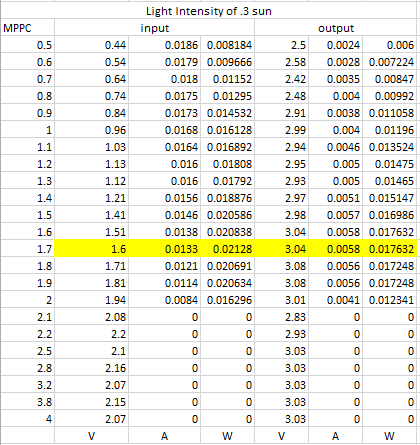 Light Intensity of .3 sun
MPPC input output
0.5 0.44 0.0186 0.008184 2.5 0.0024 0.006
0.6 0.54 0.0179 0.009666 2.58 0.0028 0.007224
0.7 0.64 0.018 0.01152 2.42 0.0035 0.00847
0.8 0.74 0.0175 0.01295 2.48 0.004 0.00992
0.9 0.84 0.0173 0.014532 2.91 0.0038 0.011058
1 0.96 0.0168 0.016128 2.99 0.004 0.01196
1.1 1.03 0.0164 0.016892 2.94 0.0046 0.013524
1.2 1.13 0.016 0.01808 2.95 0.005 0.01475
1.3 1.12 0.016 0.01792 2.93 0.005 0.01465
1.4 1.21 0.0156 0.018876 2.97 0.0051 0.015147
1.5 1.41 0.0146 0.020586 2.98 0.0057 0.016986
1.6 1.51 0.0138 0.020838 3.04 0.0058 0.017632
1.7 1.6 0.0133 0.02128 3.04 0.0058 0.017632
1.8 1.71 0.0121 0.020691 3.08 0.0056 0.017248
1.9 1.81 0.0114 0.020634 3.08 0.0056 0.017248
2 1.94 0.0084 0.016296 3.01 0.0041 0.012341
2.1 2.08 0 0 2.83 0 0
2.2 2.2 0 0 2.93 0 0
2.5 2.1 0 0 3.03 0 0
2.8 2.16 0 0 3.03 0 0
3.2 2.07 0 0 3.03 0 0
3.8 2.15 0 0 3.03 0 0
4 2.07 0 0 3.03 0 0
V A W V A W